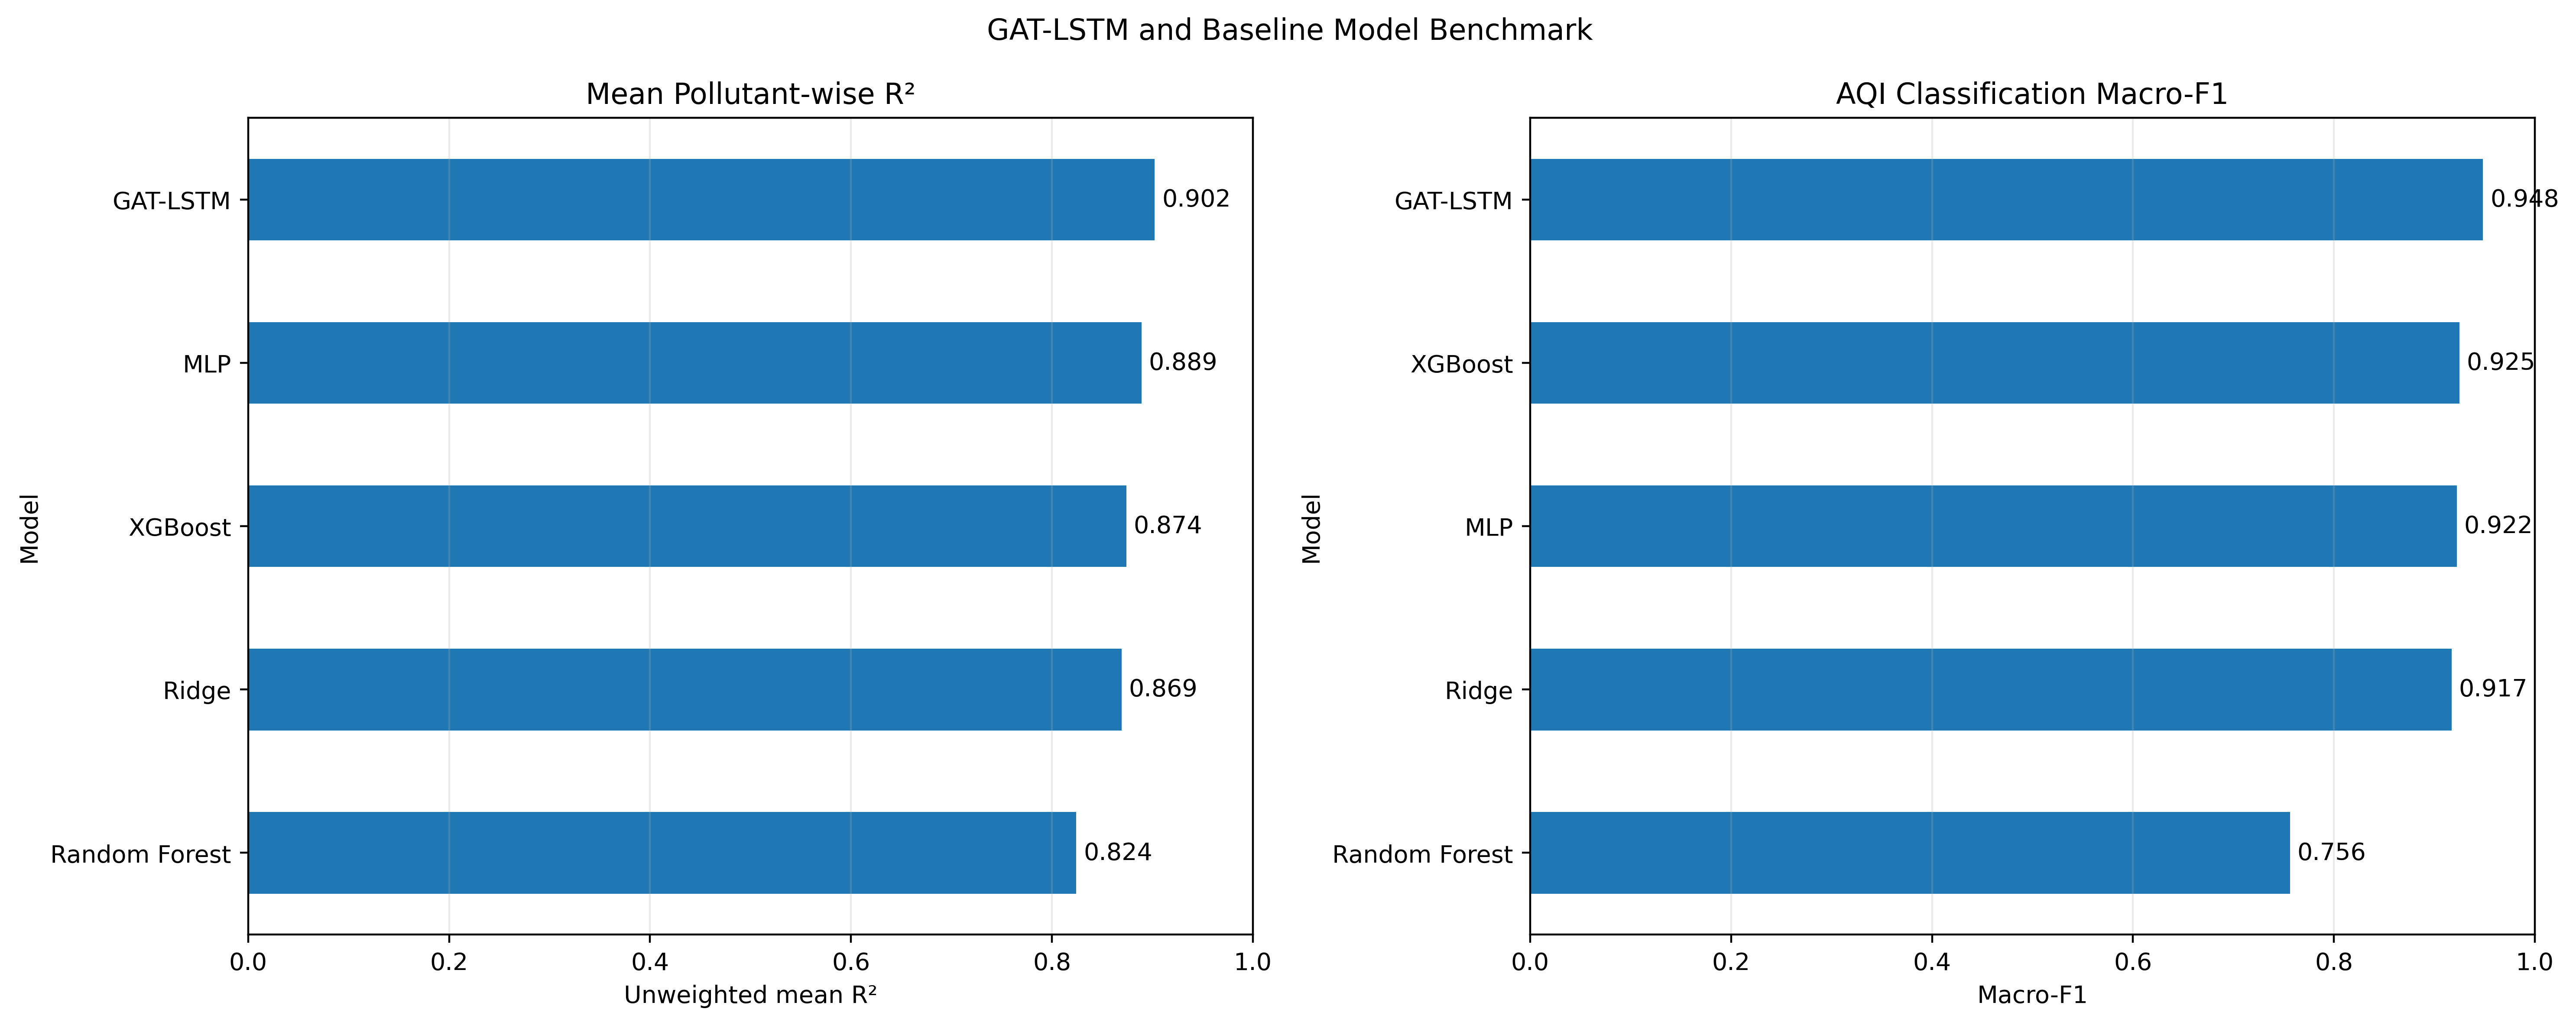 GAT-LSTM and Baseline Model Benchmark
Mean Pollutant-wise R²
Model
GAT-LSTM
0.902
MLP
0.889
XGBoost
0.874
Ridge
0.869
Random Forest
0.824
0.0 0.2 0.4 0.6 0.8 1.0
Unweighted mean R²
AQI Classification Macro-F1
Model
GAT-LSTM
0.948
XGBoost
0.925
MLP
0.922
Ridge
0.917
Random Forest
0.756
0.0 0.2 0.4 0.6 0.8 1.0
Macro-F1